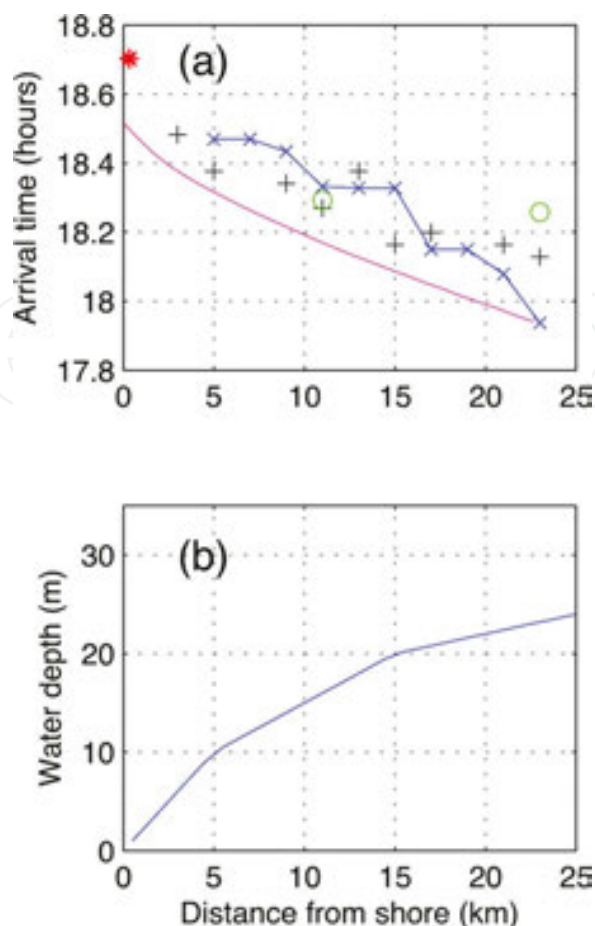 18.8
18.6
18.4
18.2
18
17.8
Arrival time (hours)
(a)
0 5 10 15 20 25
30
20
10
0
Water depth (m)
(b)
0 5 10 15 20 25
Distance from shore (km)